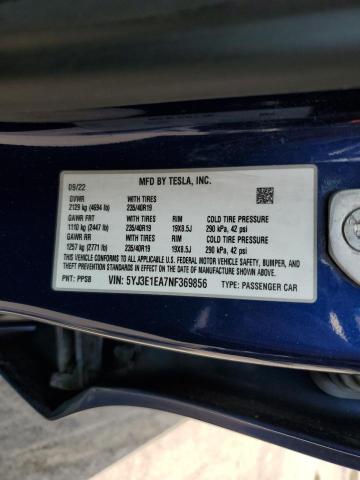 MFD BY TESLA, INC.
09/22
GVWR WITH TIRES
2129 kg (4694 lb) 235/40R19
GAWR FRT WITH TIRES RIM COLD TIRE PRESSURE
1110 kg (2447 lb) 235/40R19 19X8.5J 290 kPa, 42 psi
GAWR RR WITH TIRES RIM COLD TIRE PRESSURE
1257 kg (2771 lb) 235/40R19 19X8.5J 290 kPa, 42 psi
THIS VEHICLE CONFORMS TO ALL APPLICABLE U.S. FEDERAL MOTOR VEHICLE SAFETY, BUMPER, AND
THEFT PREVENTION STANDARDS IN EFFECT ON THE DATE OF MANUFACTURE SHOWN ABOVE.
PNT: PPSB VIN: 5YJ3E1EA7NF369856 TYPE: PASSENGER CAR